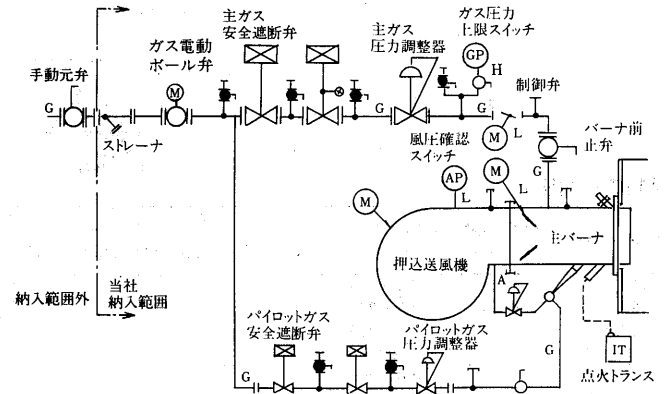 主ガス
安全遮断弁
主ガス
圧力調整器
ガス圧力
上限スイッチ
ガス電動
ボール弁
手動元弁
GP
H
制御弁
M
G
G
G
L
M
ストレーナ
風圧確認
スイッチ
バーナ前
止弁
G
AP
L
M
L
M
主バーナ
押込送風機
A
納入範囲外
当社
納入範囲
パイロットガス
安全遮断弁
パイロットガス
圧力調整器
G
G
IT
点火トランス